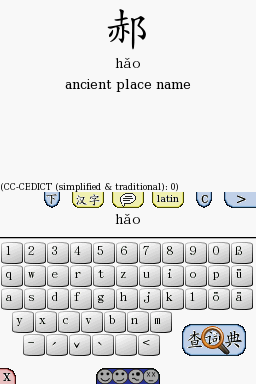 郝
hǎo
ancient place name
(CC-CEDICT (simplified & traditional): 0)
下 汉字 latin C >
hǎo
1 2 3 4 5 6 7 8 9 0 ß
q w e r t z u i o p ü
a s d f g h j k l ö ä
y x c v b n m
- ˊ ˇ ˋ <
查词典
X